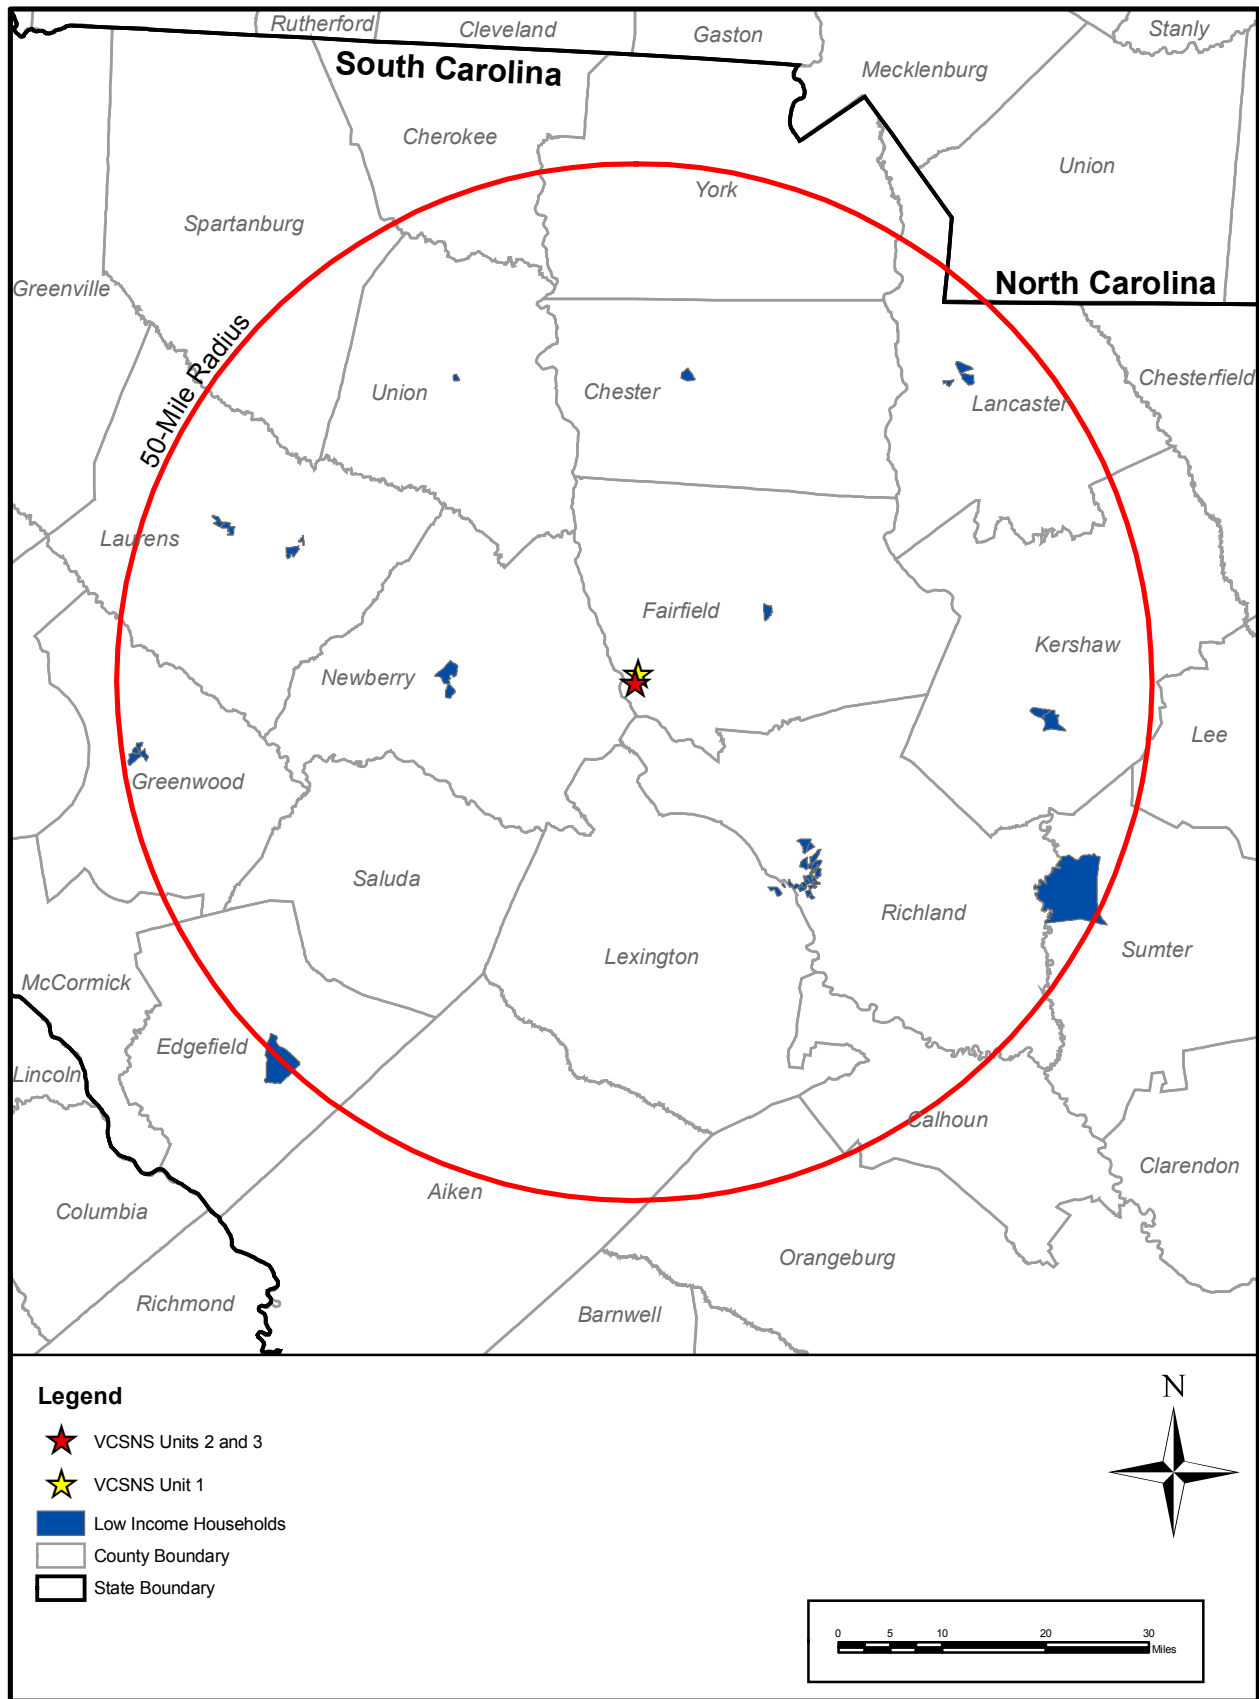 Rutherford
Cleveland
Gaston
Stanly
South Carolina
Mecklenburg
Cherokee
Union
York
Spartanburg
Greenville
North Carolina
50-Mile Radius
Union
Chester
Lancaster
Chesterfield
Laurens
Fairfield
Kershaw
Newberry
Lee
Greenwood
Saluda
Richland
Lexington
Sumter
McCormick
Edgefield
Lincoln
Calhoun
Clarendon
Aiken
Columbia
Orangeburg
Richmond
Barnwell
Legend
VCSNS Units 2 and 3
VCSNS Unit 1
Low Income Households
County Boundary
State Boundary
N
0 5 10 20 30
Miles